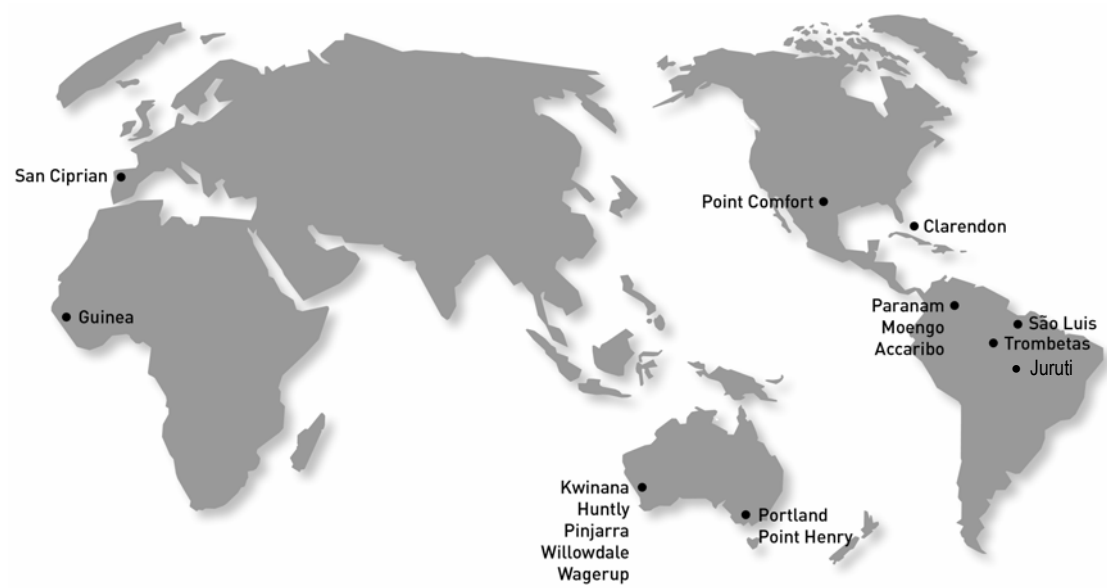 San Ciprian
Guinea
Point Comfort
Clarendon
Paranam
Moengo
Accaribo
São Luis
Trombetas
Juruti
Kwinana
Huntly
Pinjarra
Willowdale
Wagerup
Portland
Point Henry